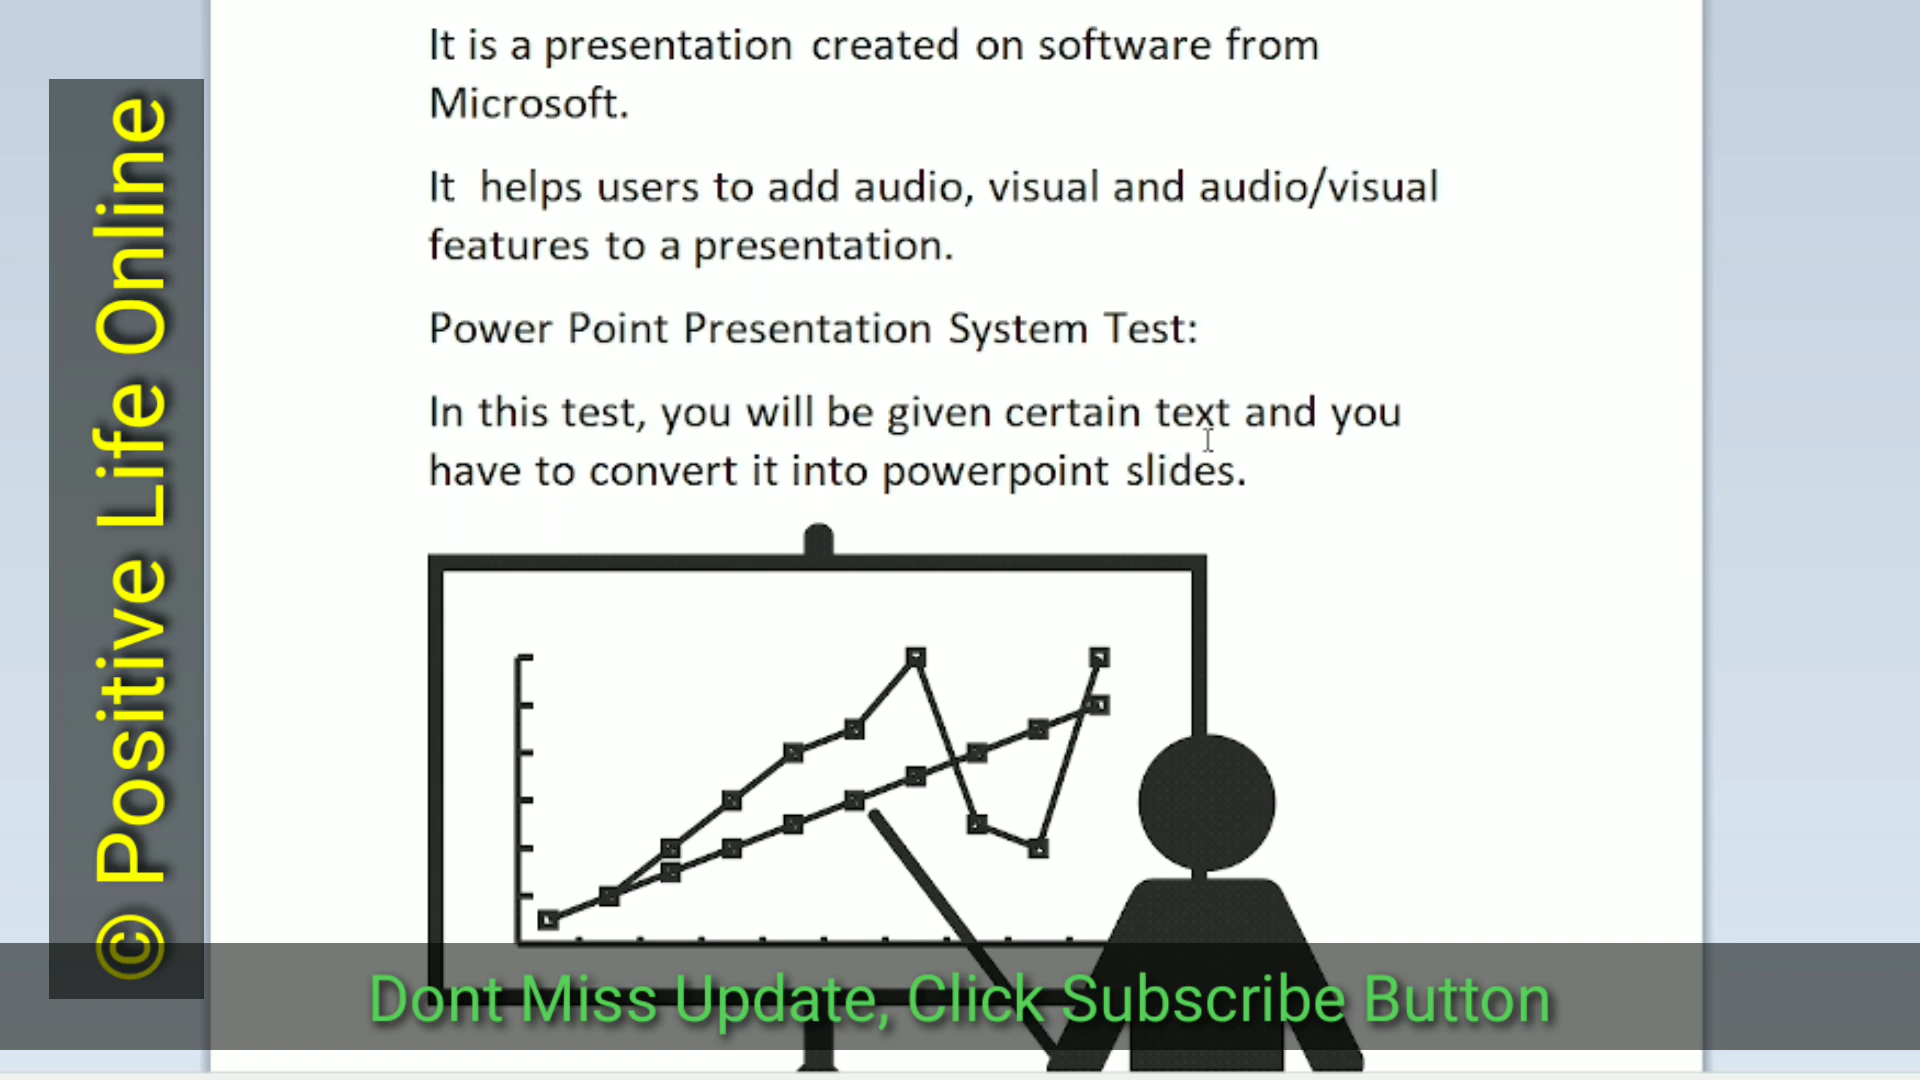 It is a presentation created on software from
Microsoft.
It helps users to add audio, visual and audio/visual
features to a presentation.
Power Point Presentation System Test:
In this test, you will be given certain text and you
have to convert it into powerpoint slides.
© Positive Life Online
Dont Miss Update, Click Subscribe Button